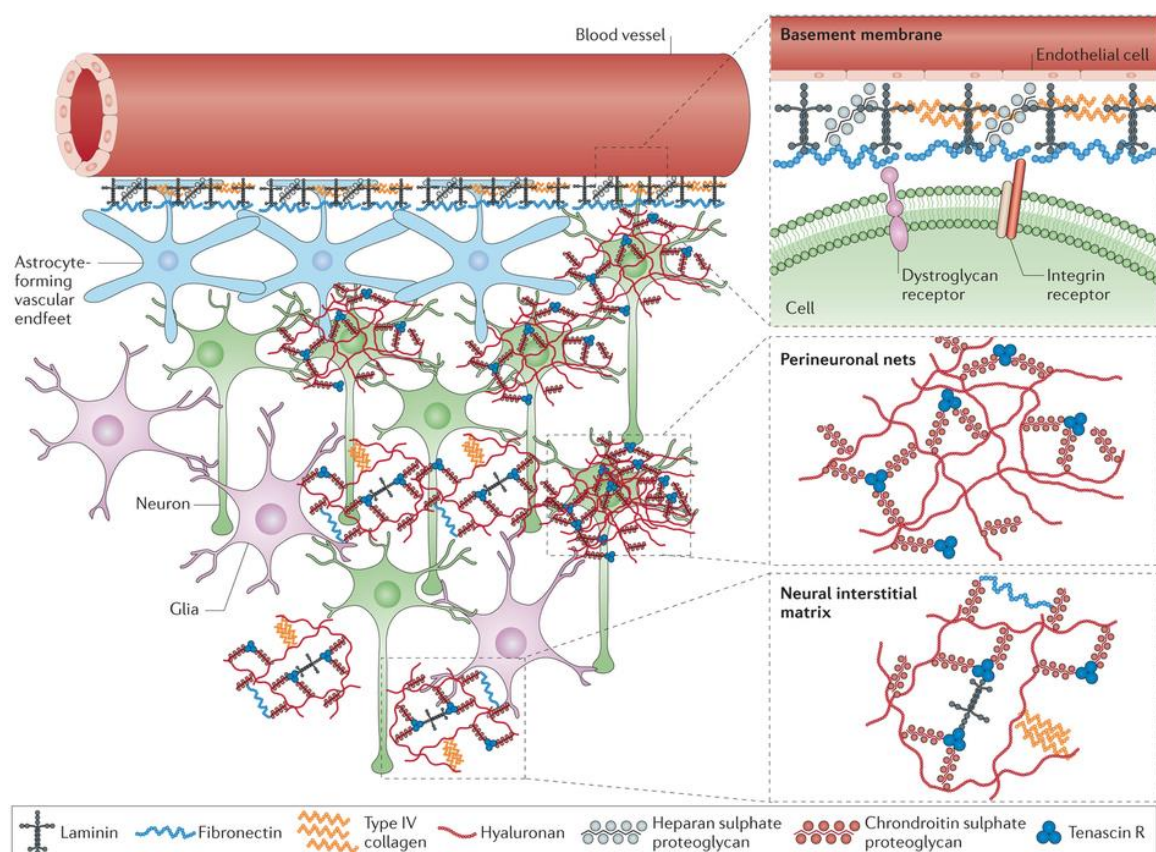 Blood vessel
Basement membrane
Endothelial cell
Astrocyte-
forming
vascular
endfeet
Dystroglycan
receptor
Integrin
receptor
Cell
Perineuronal nets
Neuron
Glia
Neural interstitial
matrix
Laminin
Fibronectin
Type IV
collagen
Hyaluronan
Heparan sulphate
proteoglycan
Chrondroitin sulphate
proteoglycan
Tenascin R